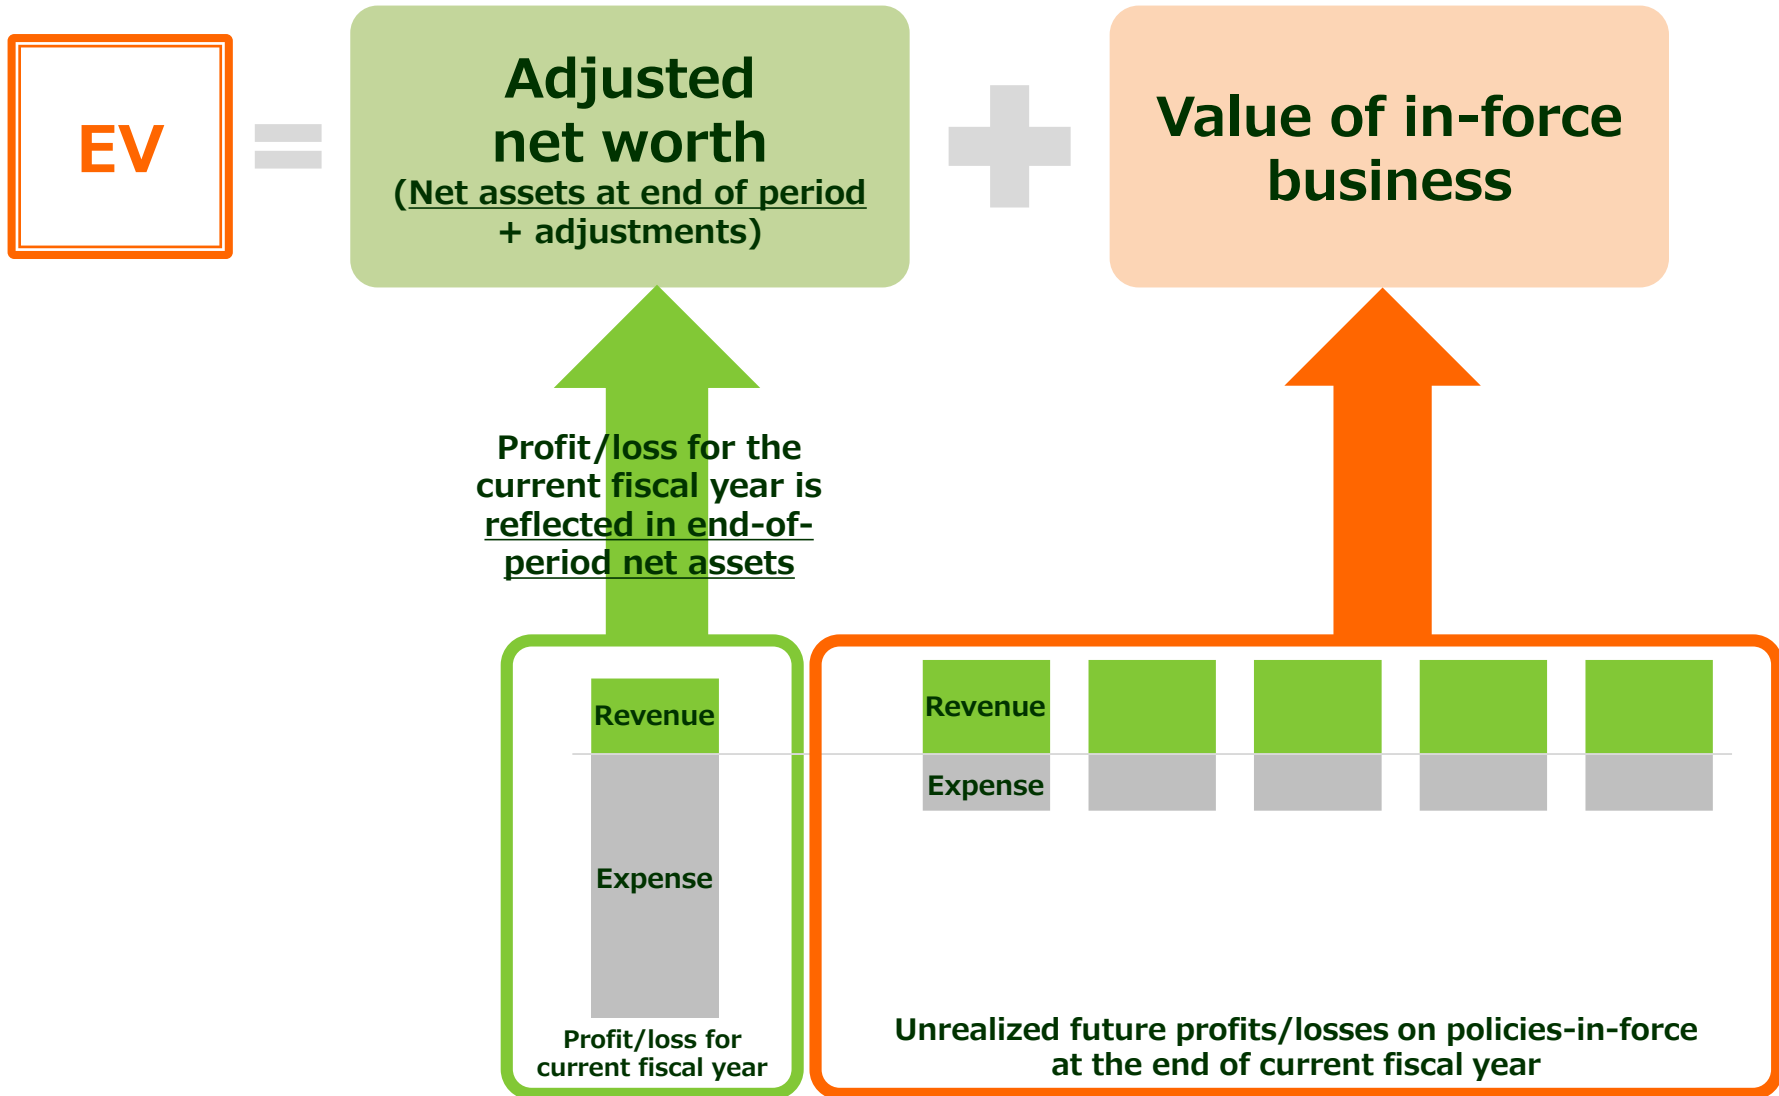 EV
=
Adjusted
net worth
(Net assets at end of period
+ adjustments)
+
Value of in-force
business
Profit/loss for the
current fiscal year is
reflected in end-of-
period net assets
Revenue
Expense
Profit/loss for
current fiscal year
Revenue
Expense
Unrealized future profits/losses on policies-in-force
at the end of current fiscal year